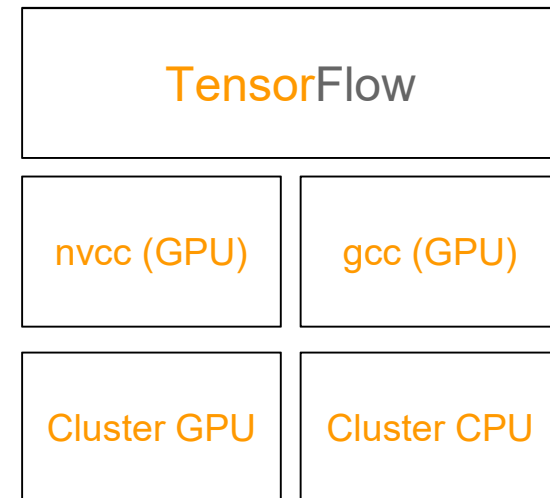 TensorFlow
nvcc (GPU)
gcc (GPU)
Cluster GPU
Cluster CPU